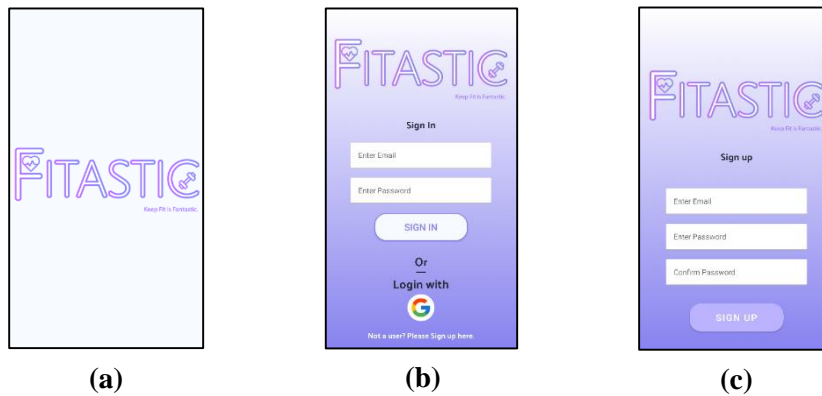 FITASTIC
Keep Fit is Fantastic.
(a)
FITASTIC
Keep Fit is Fantastic.
Sign In
Enter Email
Enter Password
SIGN IN
Or
Login with
G
Not a user? Please Sign up here.
(b)
FITASTIC
Keep Fit is Fantastic.
Sign up
Enter Email
Enter Password
Confirm Password
SIGN UP
(c)